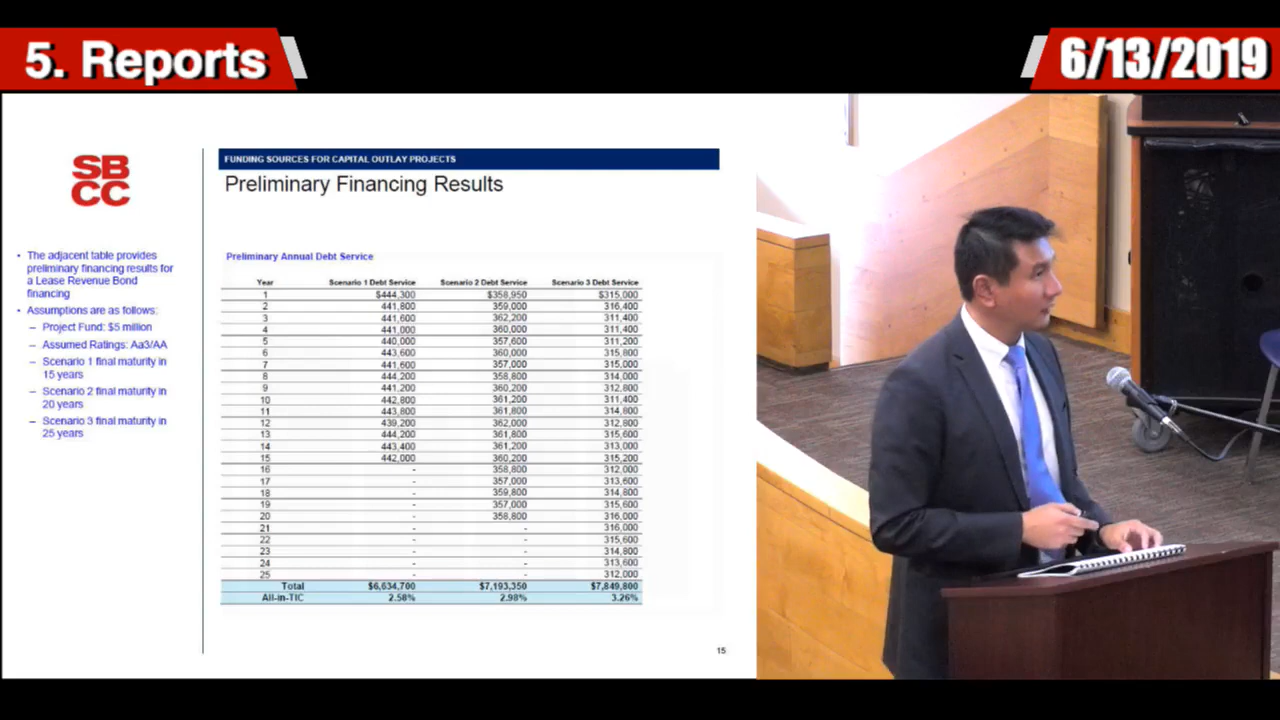 5. Reports
6/13/2019
SB
CC
FUNDING SOURCES FOR CAPITAL OUTLAY PROJECTS
Preliminary Financing Results
• The adjacent table provides
preliminary financing results for
a Lease Revenue Bond
financing
• Assumptions are as follows:
– Project Fund: $5 million
– Assumed Ratings: Aa3/AA
– Scenario 1 final maturity in
15 years
– Scenario 2 final maturity in
20 years
– Scenario 3 final maturity in
25 years
Preliminary Annual Debt Service
Year Scenario 1 Debt Service Scenario 2 Debt Service Scenario 3 Debt Service
1 $444,300 $358,950 $315,000
2 441,800 359,000 316,400
3 441,600 362,200 311,400
4 441,000 360,000 311,400
5 440,000 357,600 311,200
6 443,600 360,000 315,800
7 441,600 357,000 315,000
8 444,200 358,800 314,000
9 441,200 360,200 312,800
10 442,800 361,200 311,400
11 443,800 361,800 314,800
12 439,200 362,000 312,800
13 444,200 361,800 315,600
14 443,400 361,200 313,000
15 442,000 360,200 315,200
16 - 358,800 312,000
17 - 357,000 313,600
18 - 359,800 314,800
19 - 357,000 315,600
20 - 358,800 316,000
21 - - 316,000
22 - - 315,600
23 - - 314,800
24 - - 313,600
25 - - 312,000
Total $6,634,700 $7,193,350 $7,849,800
All-in-TIC 2.58% 2.98% 3.26%
15